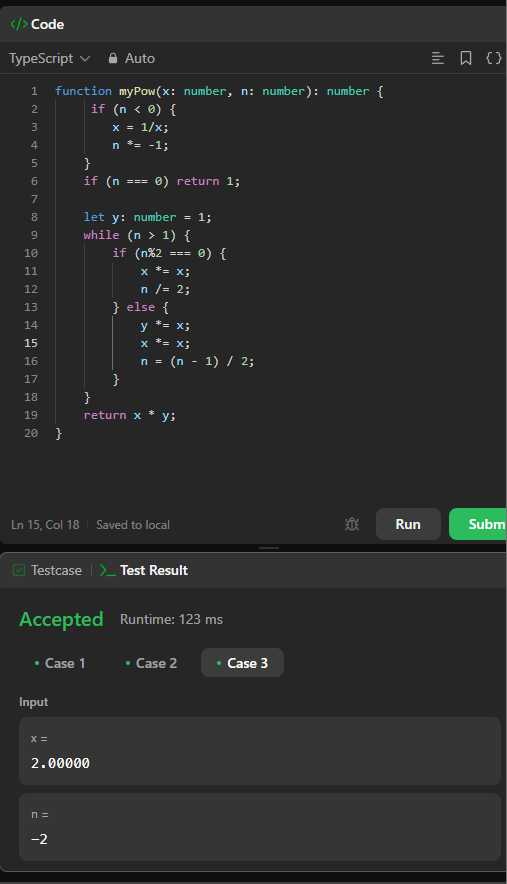 </> Code
TypeScript Auto
1 function myPow(x: number, n: number): number {
2 if (n < 0) {
3 x = 1/x;
4 n *= -1;
5 }
6 if (n === 0) return 1;
7
8 let y: number = 1;
9 while (n > 1) {
10 if (n%2 === 0) {
11 x *= x;
12 n /= 2;
13 } else {
14 y *= x;
15 x *= x;
16 n = (n - 1) / 2;
17 }
18 }
19 return x * y;
20 }
Ln 15, Col 18 Saved to local Run Subm
Testcase >_ Test Result
Accepted Runtime: 123 ms
• Case 1 • Case 2 • Case 3
Input
x =
2.00000
n =
-2